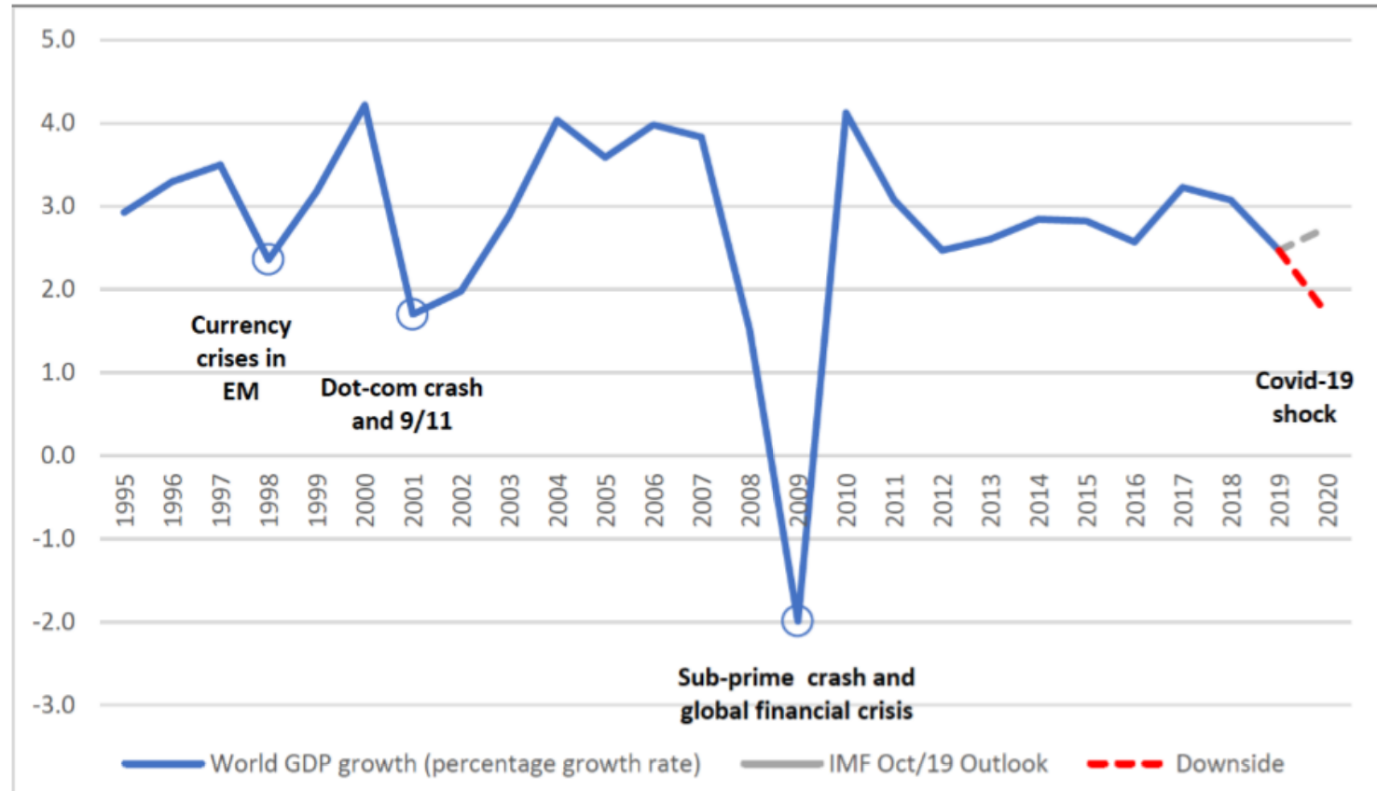 5.0
4.0
3.0
2.0
1.0
0.0
-1.0
-2.0
-3.0
Currency
crises in
EM
Dot-com crash
and 9/11
Sub-prime crash and
global financial crisis
Covid-19
shock
1995 1996 1997 1998 1999 2000 2001 2002 2003 2004 2005 2006 2007 2008 2009 2010 2011 2012 2013 2014 2015 2016 2017 2018 2019 2020
World GDP growth (percentage growth rate) IMF Oct/19 Outlook Downside